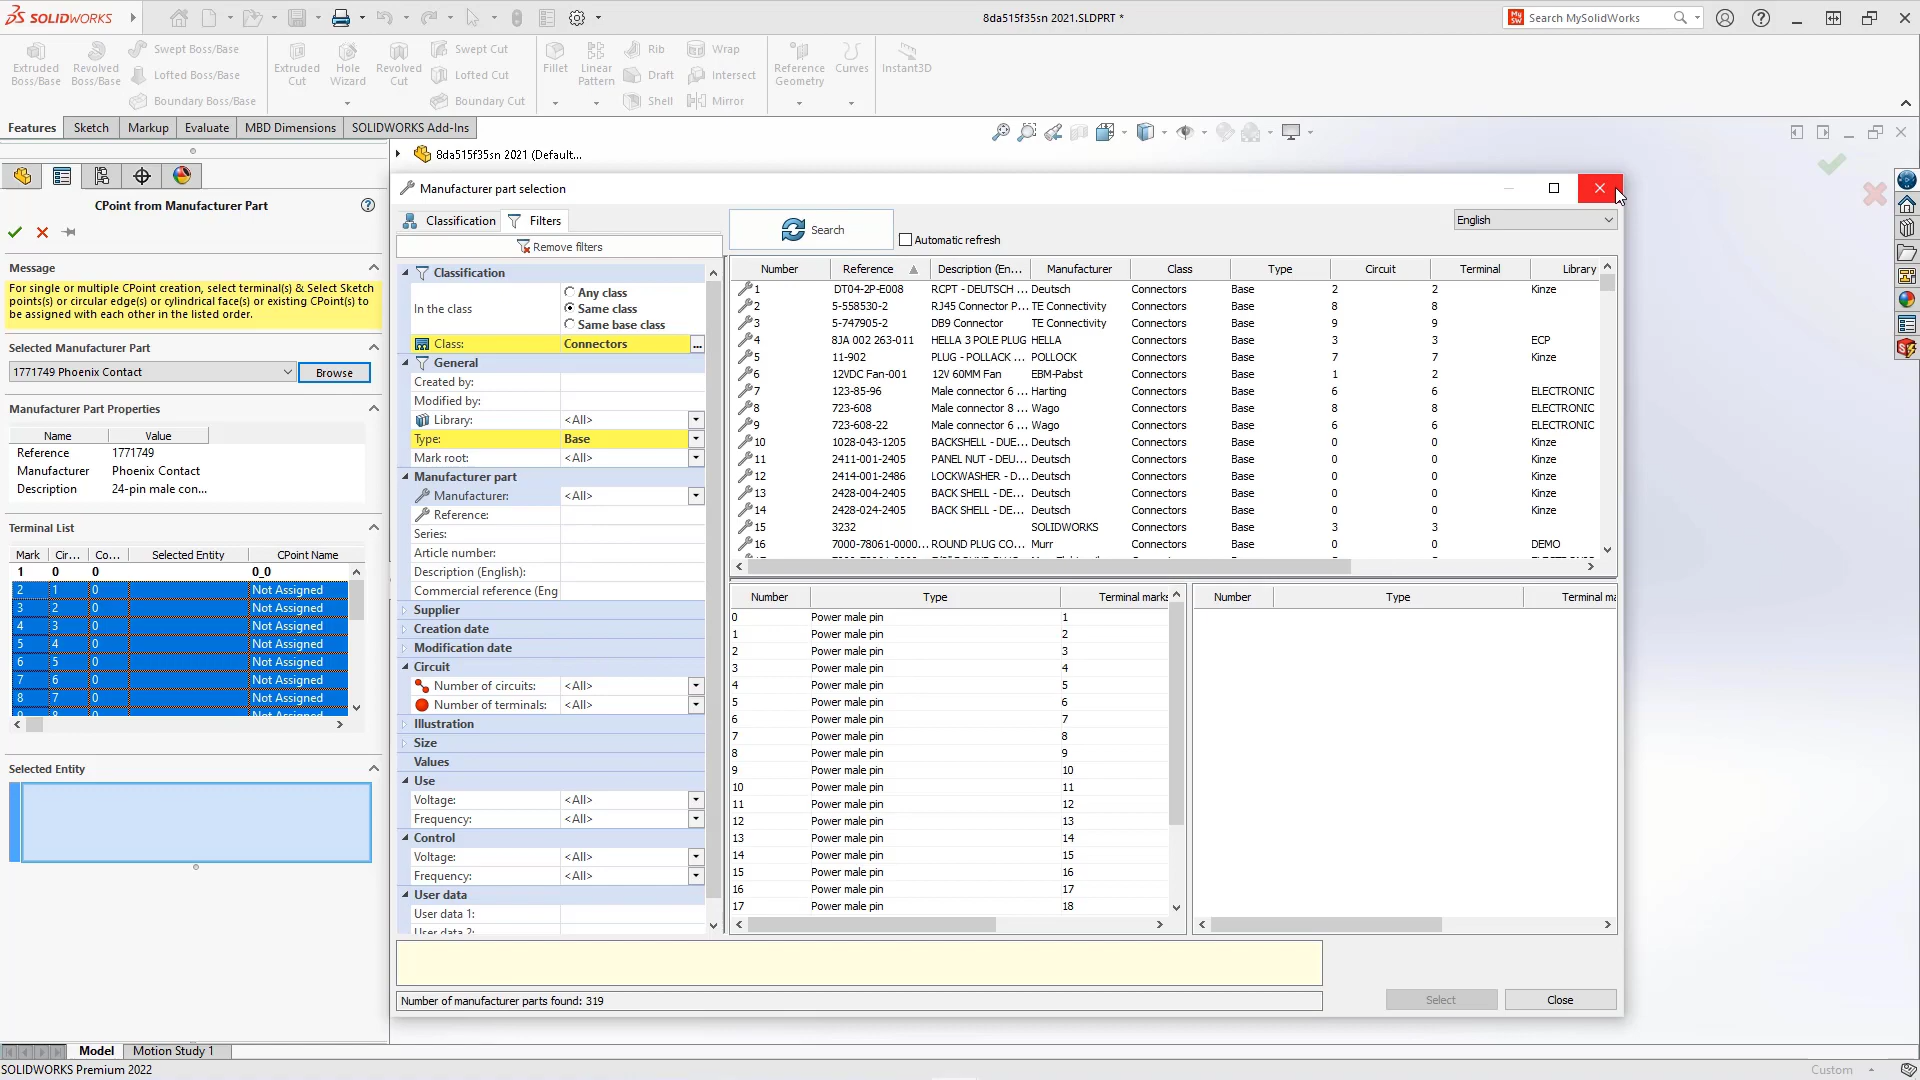 SOLIDWORKS
8da515f35sn 2021.SLDPRT *
Search MySolidWorks
Extruded Boss/Base
Revolved Boss/Base
Swept Boss/Base
Lofted Boss/Base
Boundary Boss/Base
Extruded Cut
Hole Wizard
Revolved Cut
Swept Cut
Lofted Cut
Boundary Cut
Fillet
Linear Pattern
Rib
Draft
Shell
Wrap
Intersect
Mirror
Reference Geometry
Curves
Instant3D
Features Sketch Markup Evaluate MBD Dimensions SOLIDWORKS Add-Ins
8da515f35sn 2021 (Default...
CPoint from Manufacturer Part
Message
For single or multiple CPoint creation, select terminal(s) & Select Sketch
points(s) or circular edge(s) or cylindrical face(s) or existing CPoint(s) to
be assigned with each other in the listed order.
Selected Manufacturer Part
1771749 Phoenix Contact
Browse
Manufacturer Part Properties
Name Value
Reference 1771749
Manufacturer Phoenix Contact
Description 24-pin male con...
Terminal List
Mark Cir... Co... Selected Entity CPoint Name
1 0 0 0_0
2 1 0 Not Assigned
3 2 0 Not Assigned
4 3 0 Not Assigned
5 4 0 Not Assigned
6 5 0 Not Assigned
7 6 0 Not Assigned
8 7 0 Not Assigned
9 8 0 Not Assigned
Selected Entity
Manufacturer part selection
Classification Filters
Remove filters
Classification
In the class
Any class
Same class
Same base class
Class: Connectors ...
General
Created by:
Modified by:
Library: <All>
Type: Base
Mark root: <All>
Manufacturer part
Manufacturer: <All>
Reference:
Series:
Article number:
Description (English):
Commercial reference (Eng
Supplier
Creation date
Modification date
Circuit
Number of circuits: <All>
Number of terminals: <All>
Illustration
Size
Values
Use
Voltage: <All>
Frequency: <All>
Control
Voltage: <All>
Frequency: <All>
User data
User data 1:
User data 2:
Search
Automatic refresh
English
Number Reference Description (En... Manufacturer Class Type Circuit Terminal Library
1 DT04-2P-E008 RCPT - DEUTSCH ... Deutsch Connectors Base 2 2 Kinze
2 5-558530-2 RJ45 Connector P... TE Connectivity Connectors Base 8 8
3 5-747905-2 DB9 Connector TE Connectivity Connectors Base 9 9
4 8JA 002 263-011 HELLA 3 POLE PLUG HELLA Connectors Base 3 3 ECP
5 11-902 PLUG - POLLACK ... POLLOCK Connectors Base 7 7 Kinze
6 12VDC Fan-001 12V 60MM Fan EBM-Pabst Connectors Base 1 2
7 123-85-96 Male connector 6 ... Harting Connectors Base 6 6 ELECTRONIC
8 723-608 Male connector 8 ... Wago Connectors Base 8 8 ELECTRONIC
9 723-608-22 Male connector 6 ... Wago Connectors Base 6 6 ELECTRONIC
10 1028-043-1205 BACKSHELL - DUE... Deutsch Connectors Base 0 0 Kinze
11 2411-001-2405 PANEL NUT - DEU... Deutsch Connectors Base 0 0 Kinze
12 2414-001-2486 LOCKWASHER - D... Deutsch Connectors Base 0 0 Kinze
13 2428-004-2405 BACK SHELL - DE... Deutsch Connectors Base 0 0 Kinze
14 2428-024-2405 BACK SHELL - DE... Deutsch Connectors Base 0 0 Kinze
15 3232 SOLIDWORKS Connectors Base 3 3
16 7000-78061-0000... ROUND PLUG CO... Murr Connectors Base 0 0 DEMO
Number Type Terminal marks
0 Power male pin 1
1 Power male pin 2
2 Power male pin 3
3 Power male pin 4
4 Power male pin 5
5 Power male pin 6
6 Power male pin 7
7 Power male pin 8
8 Power male pin 9
9 Power male pin 10
10 Power male pin 11
11 Power male pin 12
12 Power male pin 13
13 Power male pin 14
14 Power male pin 15
15 Power male pin 16
16 Power male pin 17
17 Power male pin 18
Number Type Terminal ma
Number of manufacturer parts found: 319
Select Close
Model Motion Study 1
SOLIDWORKS Premium 2022
Custom